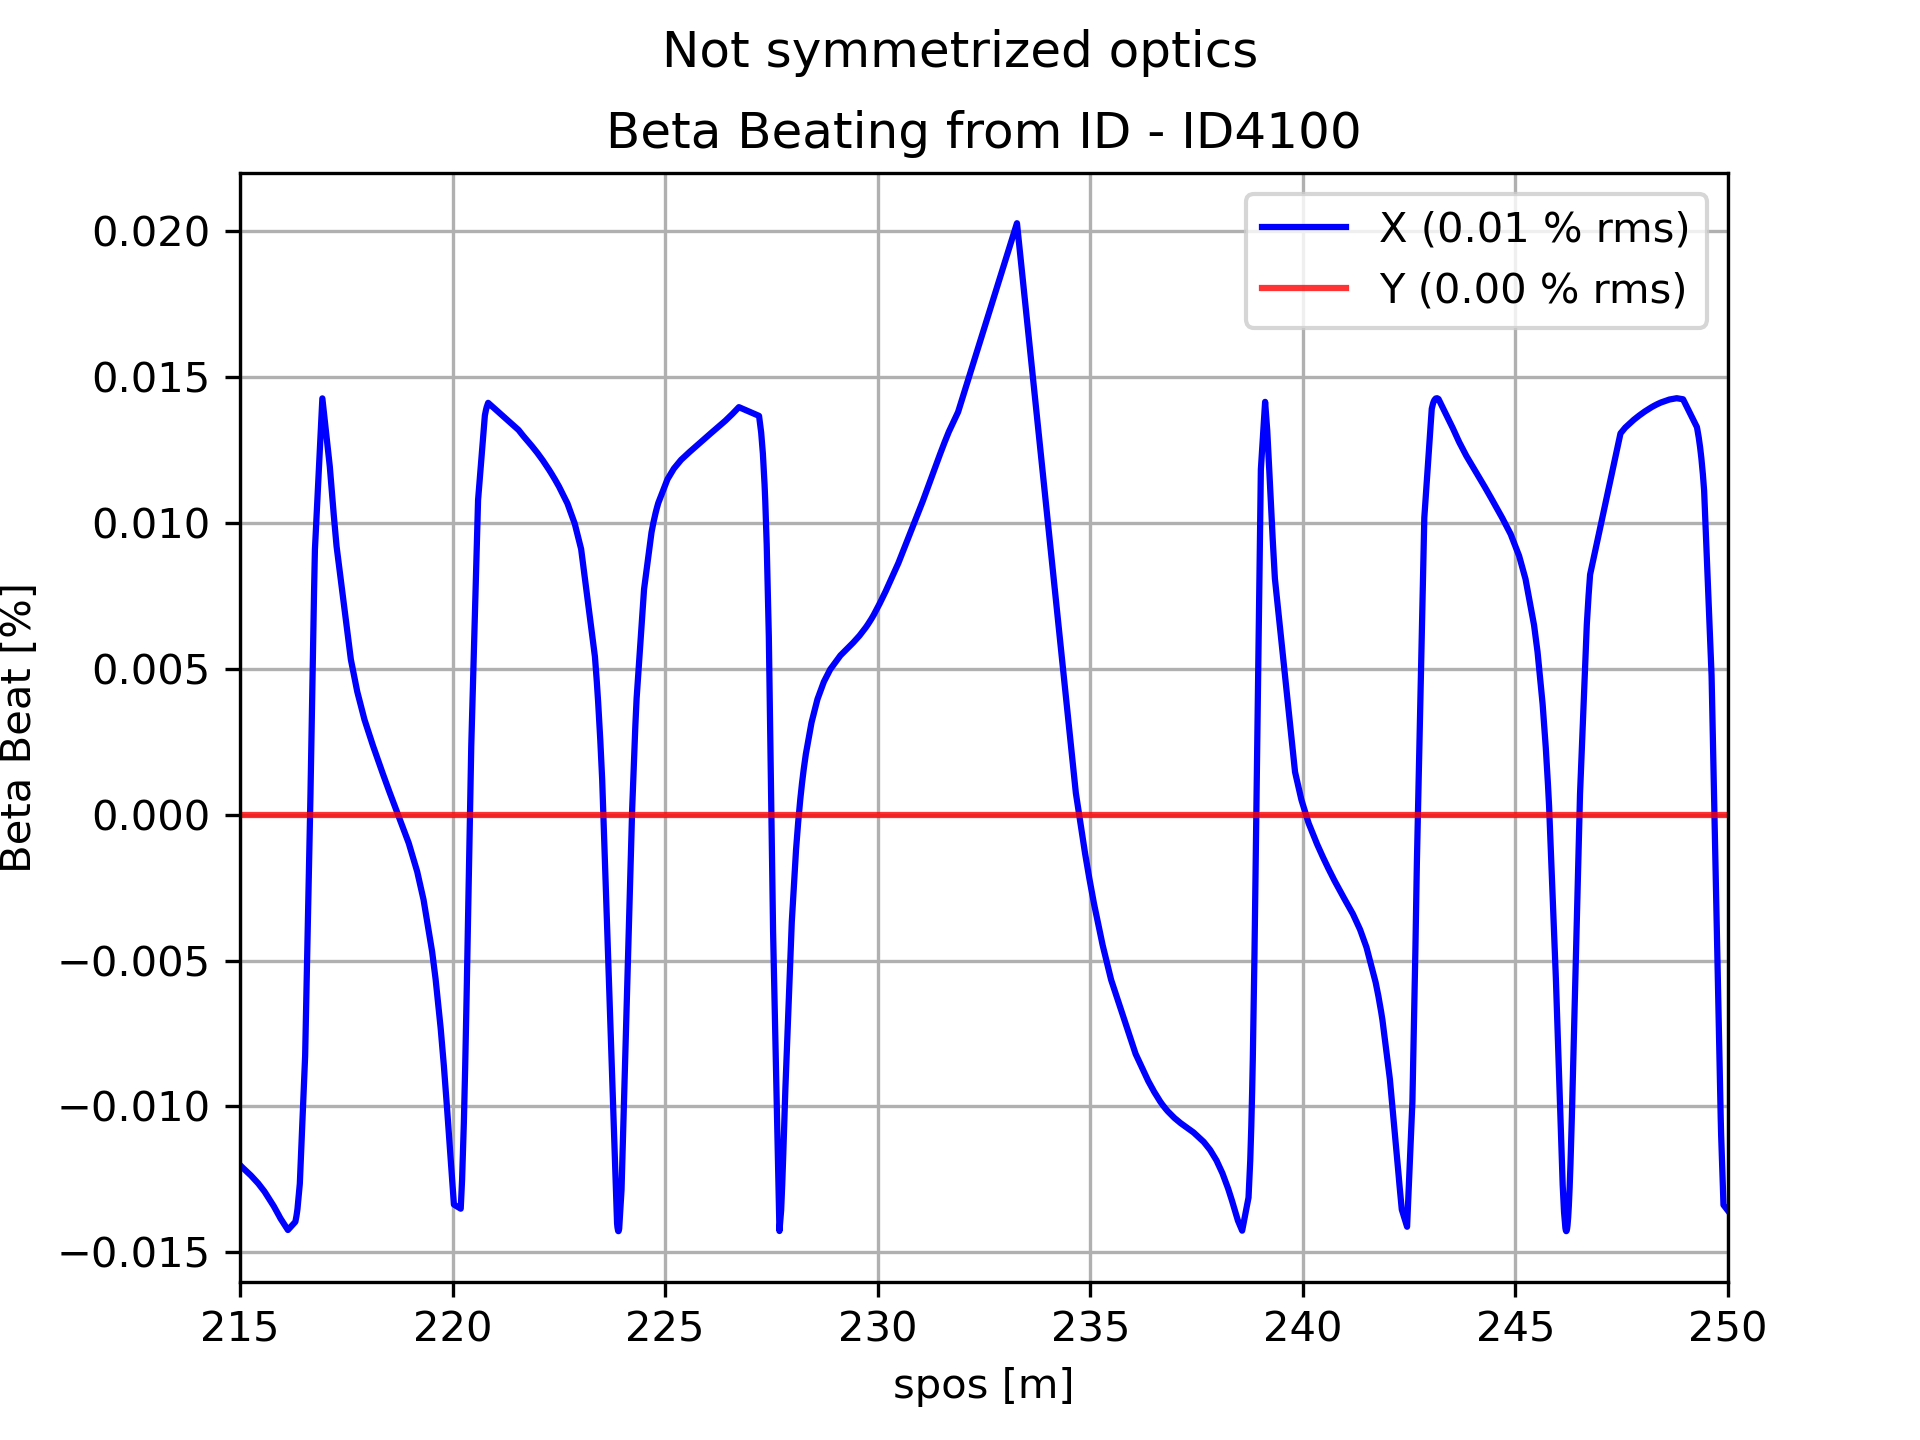 Not symmetrized optics
Beta Beating from ID - ID4100
X (0.01 % rms)
Y (0.00 % rms)
Beta Beat [%]
0.020
0.015
0.010
0.005
0.000
−0.005
−0.010
−0.015
215 220 225 230 235 240 245 250
spos [m]